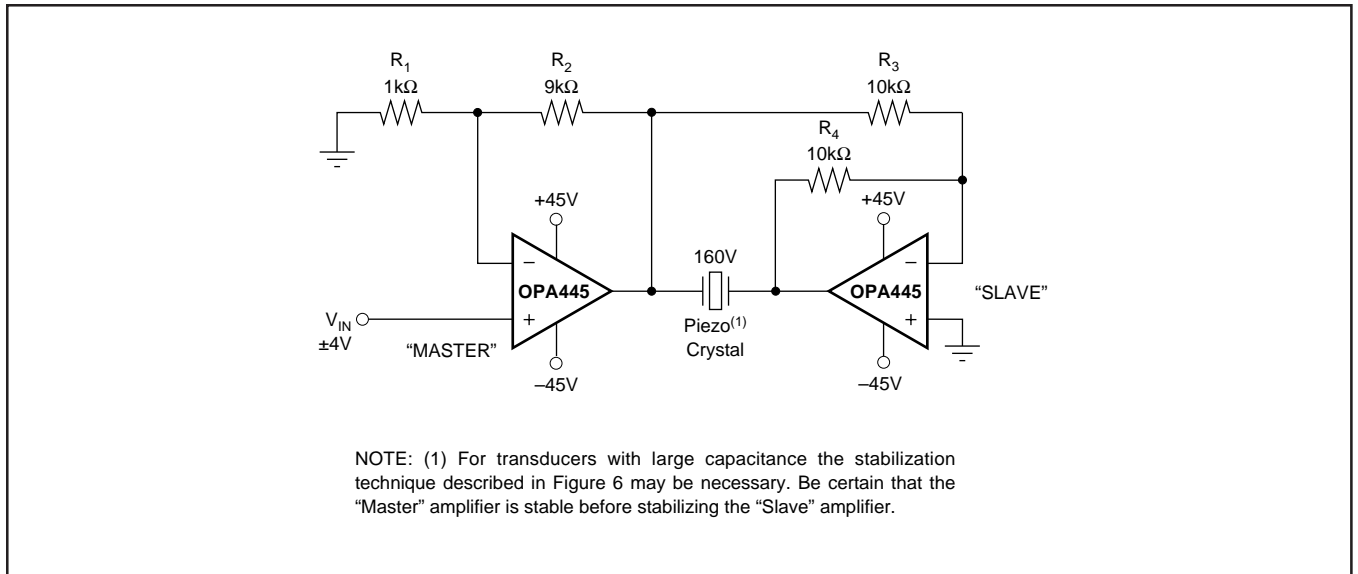 R1
1kΩ
R2
9kΩ
R3
10kΩ
R4
10kΩ
+45V
+45V
160V
–
OPA445
+
–
OPA445
+
"SLAVE"
VIN
±4V
"MASTER"
Piezo(1)
Crystal
–45V
–45V
NOTE: (1) For transducers with large capacitance the stabilization
technique described in Figure 6 may be necessary. Be certain that the
“Master” amplifier is stable before stabilizing the “Slave” amplifier.